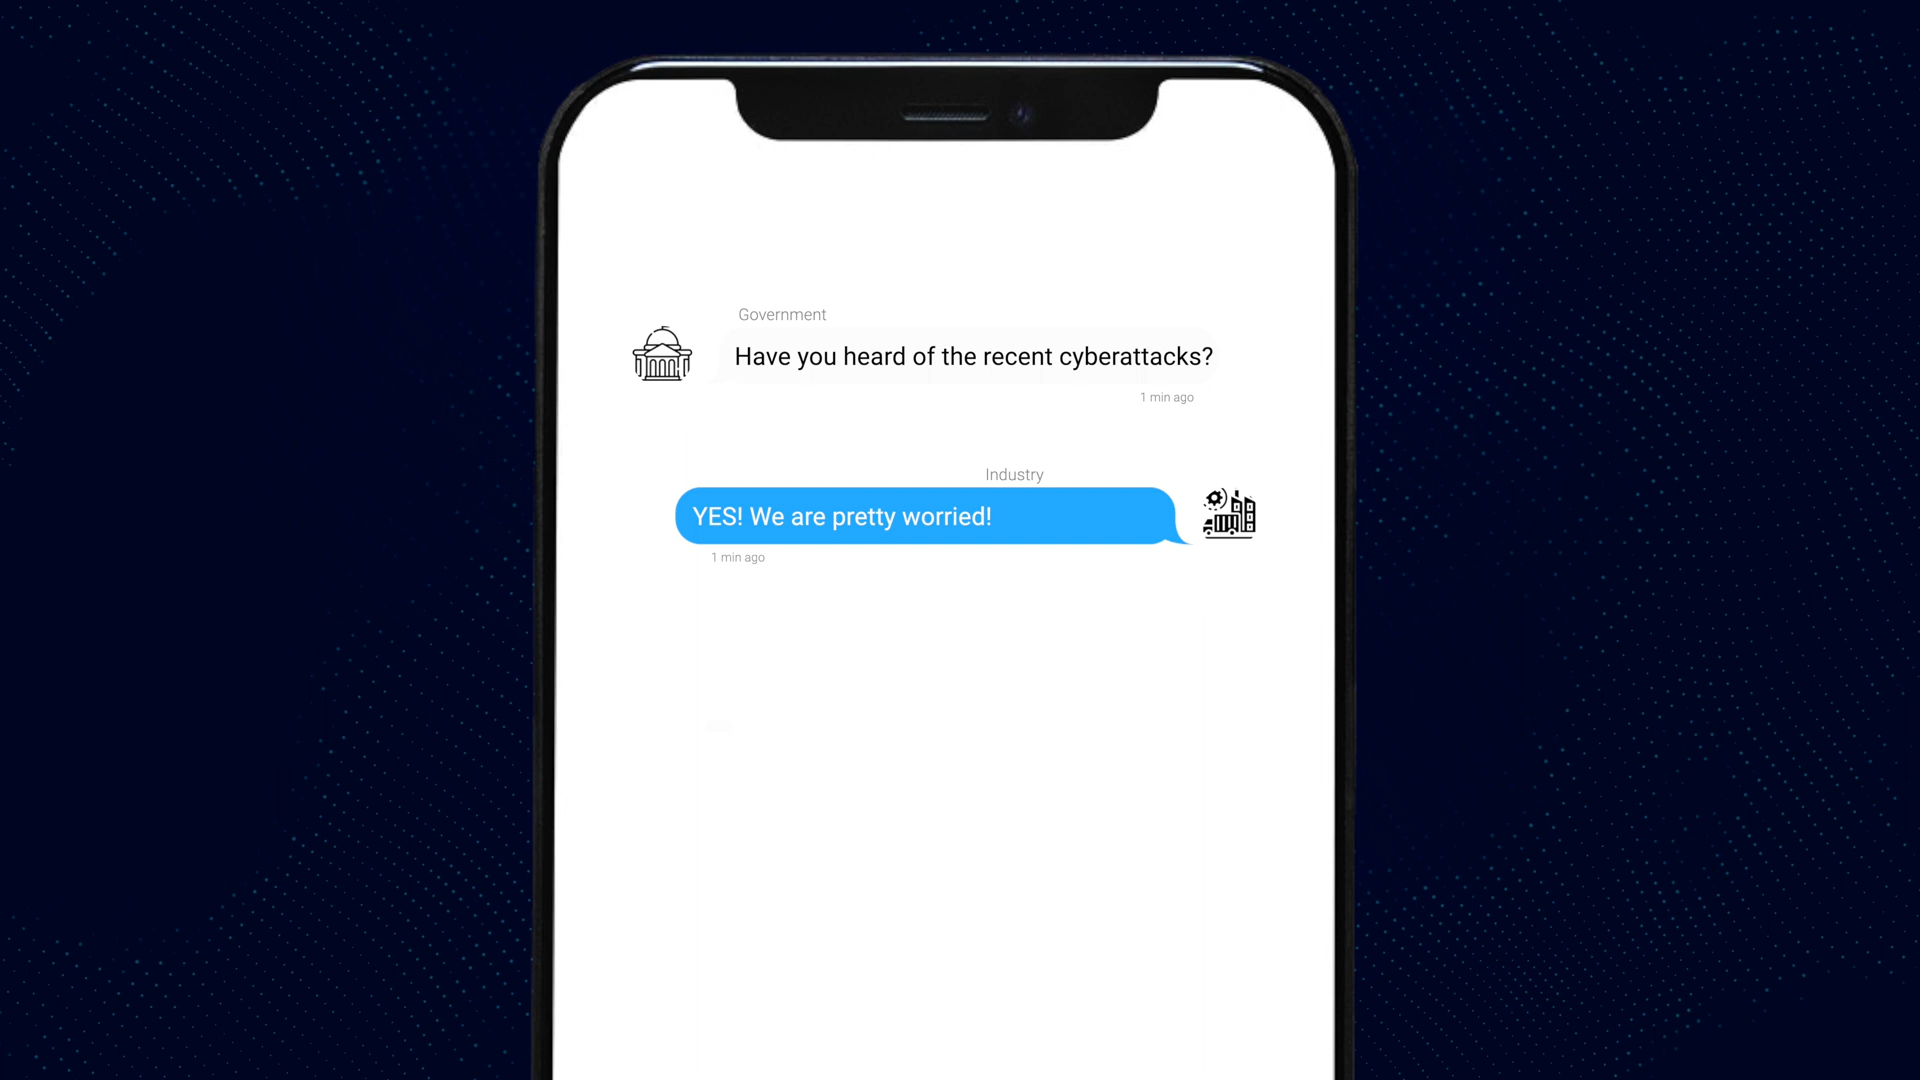 Government
Have you heard of the recent cyberattacks?
1 min ago
Industry
YES! We are pretty worried!
1 min ago